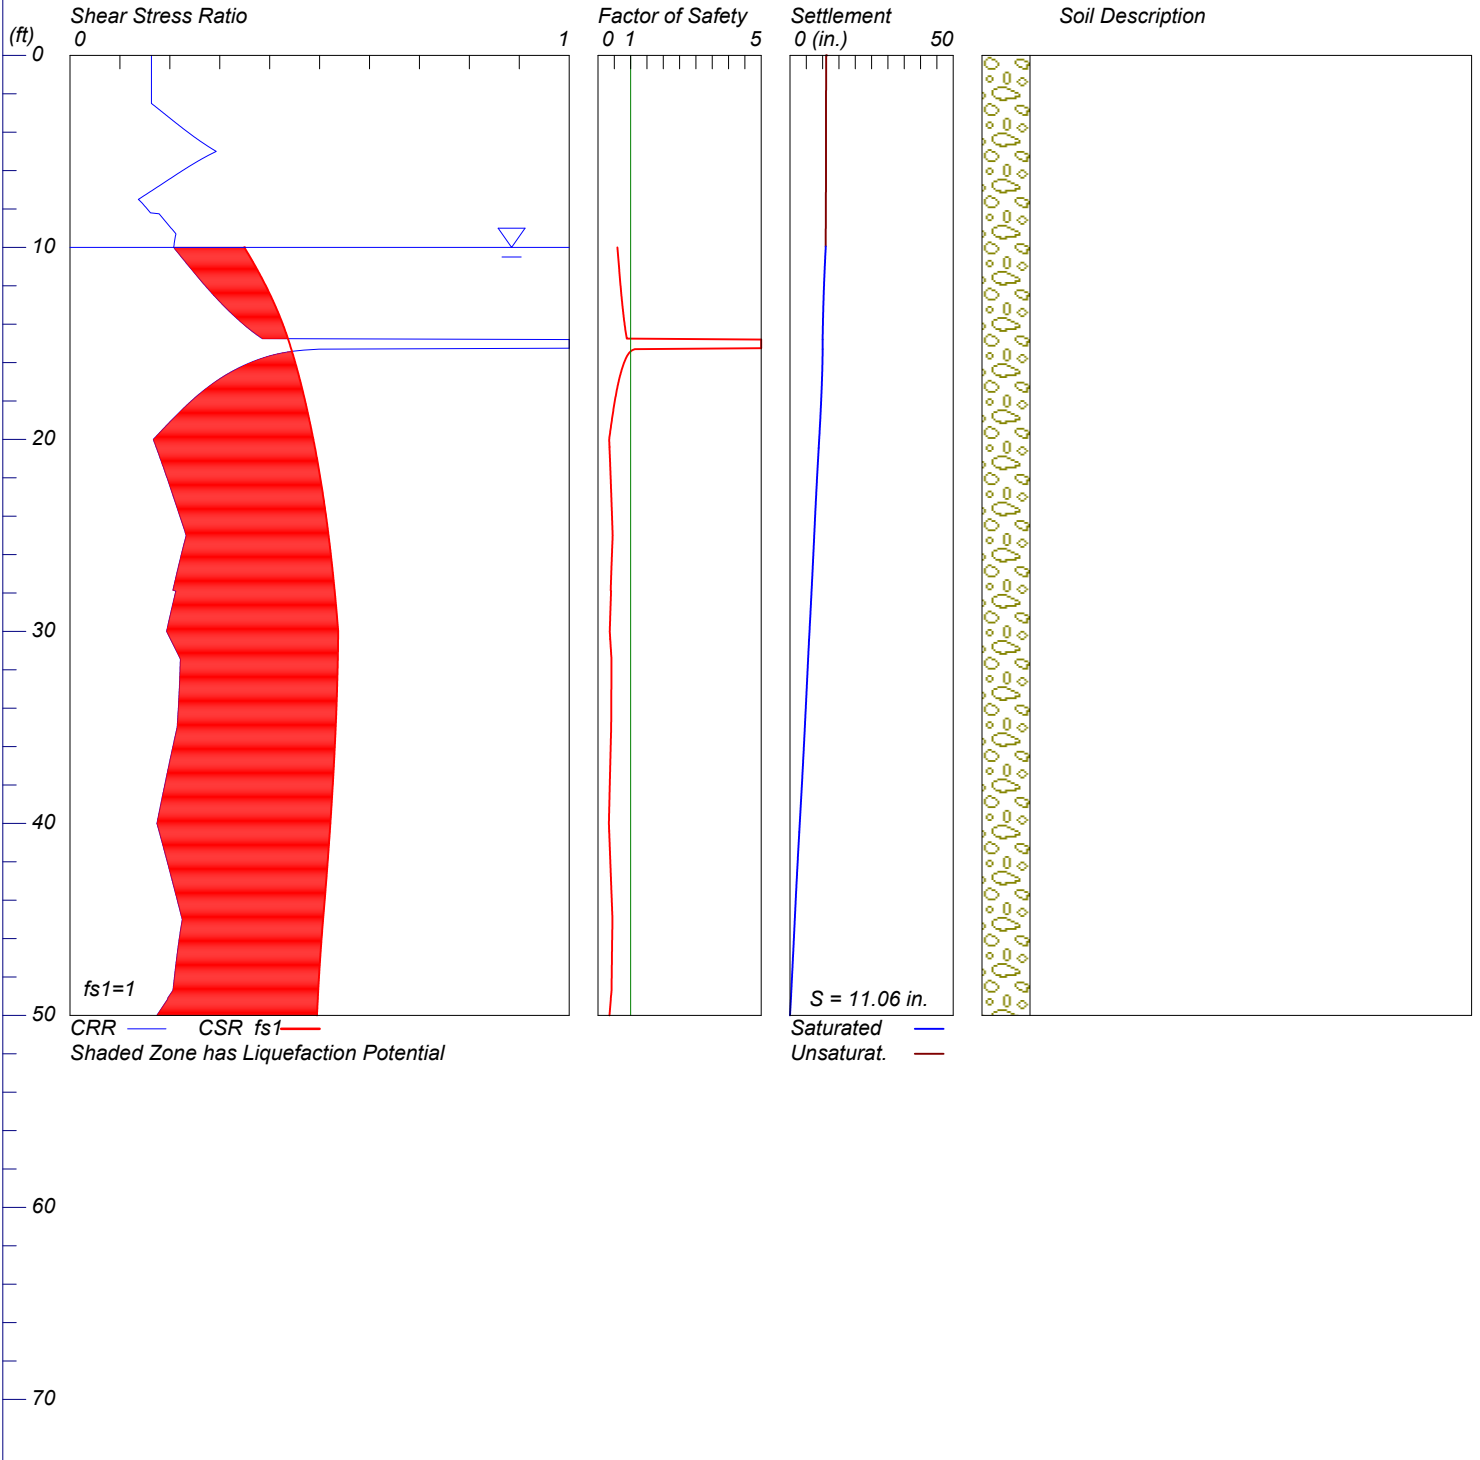 Shear Stress Ratio Factor of Safety Settlement Soil Description
(ft) 0 1 0 1 5 0 (in.) 50
0
10
20
30
40
fs1=1 S = 11.06 in.
50
CRR CSR fs1 Saturated
Shaded Zone has Liquefaction Potential Unsaturat.
60
70